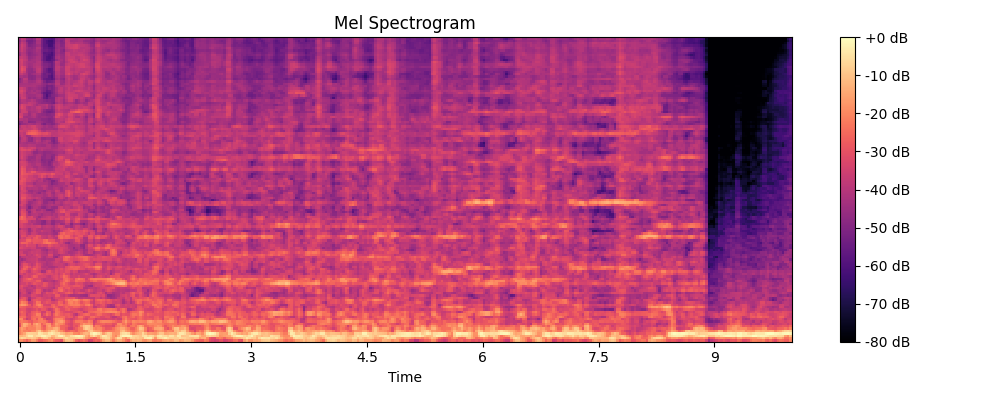 Mel Spectrogram
+0 dB
-10 dB
-20 dB
-30 dB
-40 dB
-50 dB
-60 dB
-70 dB
-80 dB
0 1.5 3 4.5 6 7.5 9
Time